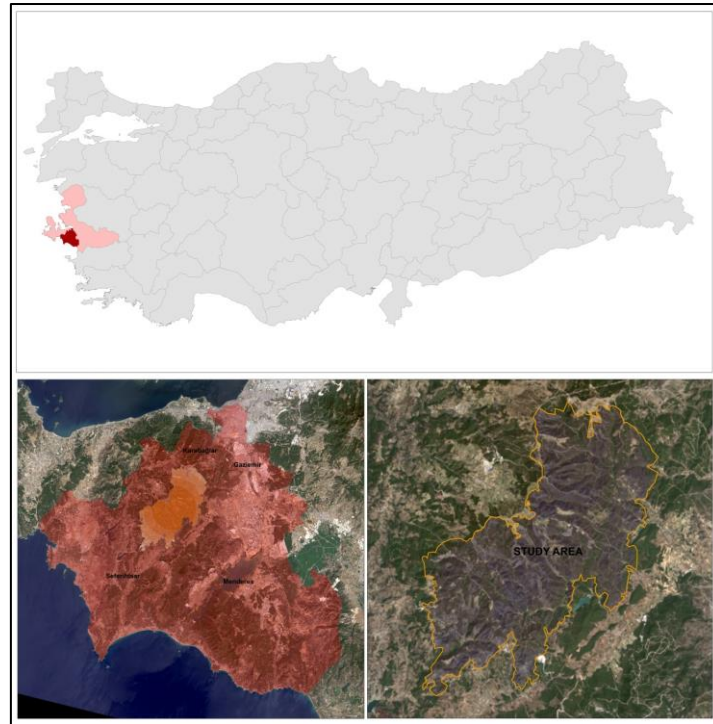 Karabağlar
Gaziemir
Seferihisar
Menderes
STUDY AREA